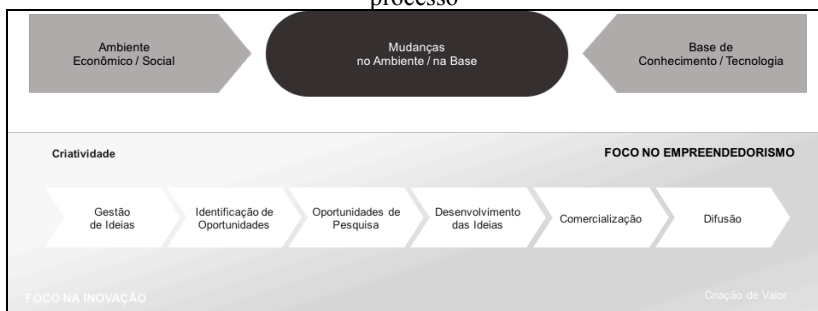 processo
Ambiente
Econômico / Social
Mudanças
no Ambiente / na Base
Base de
Conhecimento / Tecnologia
Criatividade
FOCO NO EMPREENDEDORISMO
Gestão
de Ideias
Identificação de
Oportunidades
Oportunidades de
Pesquisa
Desenvolvimento
das Ideias
Comercialização
Difusão
FOCO NA INOVAÇÃO
Criação de Valor